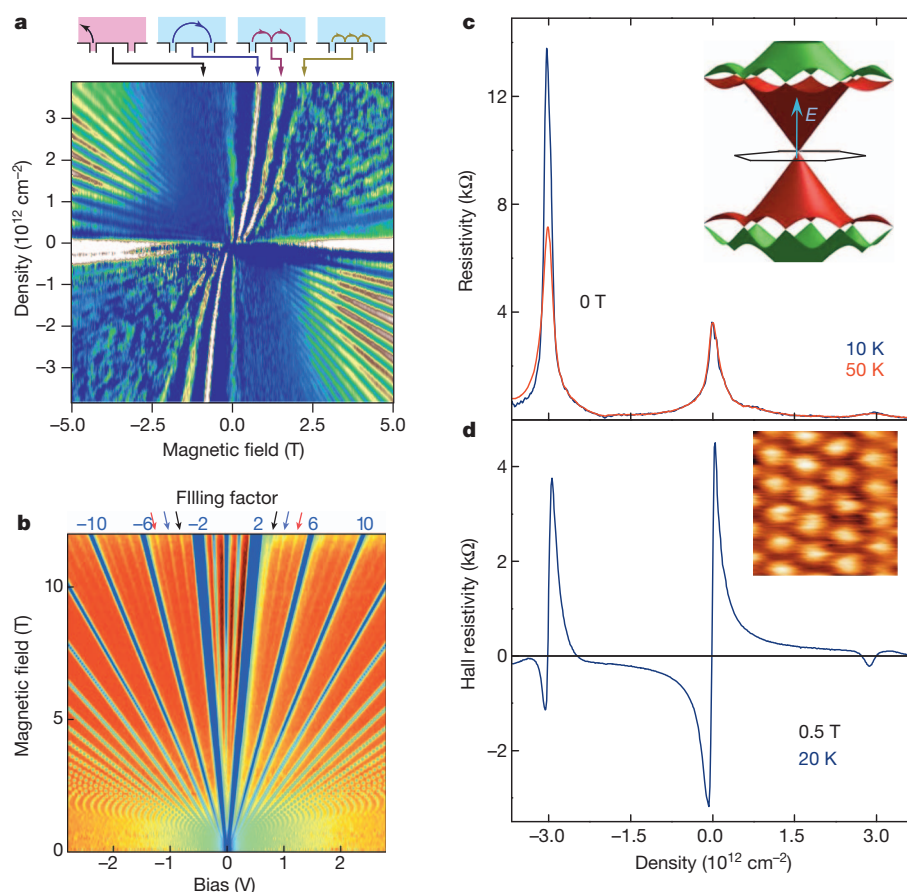 a
Density (10¹² cm⁻²)
3
2
1
0
−1
−2
−3
−5.0
−2.5
0.0
2.5
5.0
Magnetic field (T)
b
FIlling factor
−10
−6
−2
2
6
10
Magnetic field (T)
10
5
0
−2
−1
0
1
2
Bias (V)
c
Resistivity (kΩ)
12
8
4
E
0 T
10 K
50 K
d
Hall resistivity (kΩ)
4
2
0
−2
0.5 T
20 K
−3.0
−1.5
0.0
1.5
3.0
Density (10¹² cm⁻²)